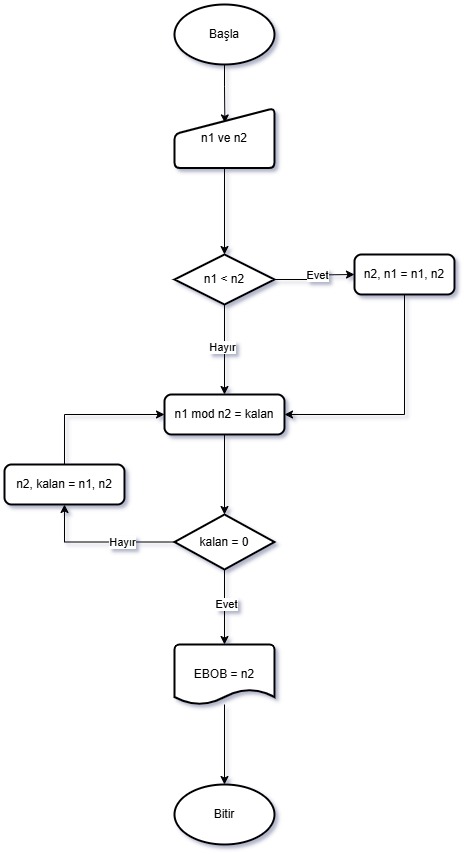 Başla
n1 ve n2
n1 < n2
Evet
n2, n1 = n1, n2
Hayır
n1 mod n2 = kalan
n2, kalan = n1, n2
Hayır
kalan = 0
Evet
EBOB = n2
Bitir